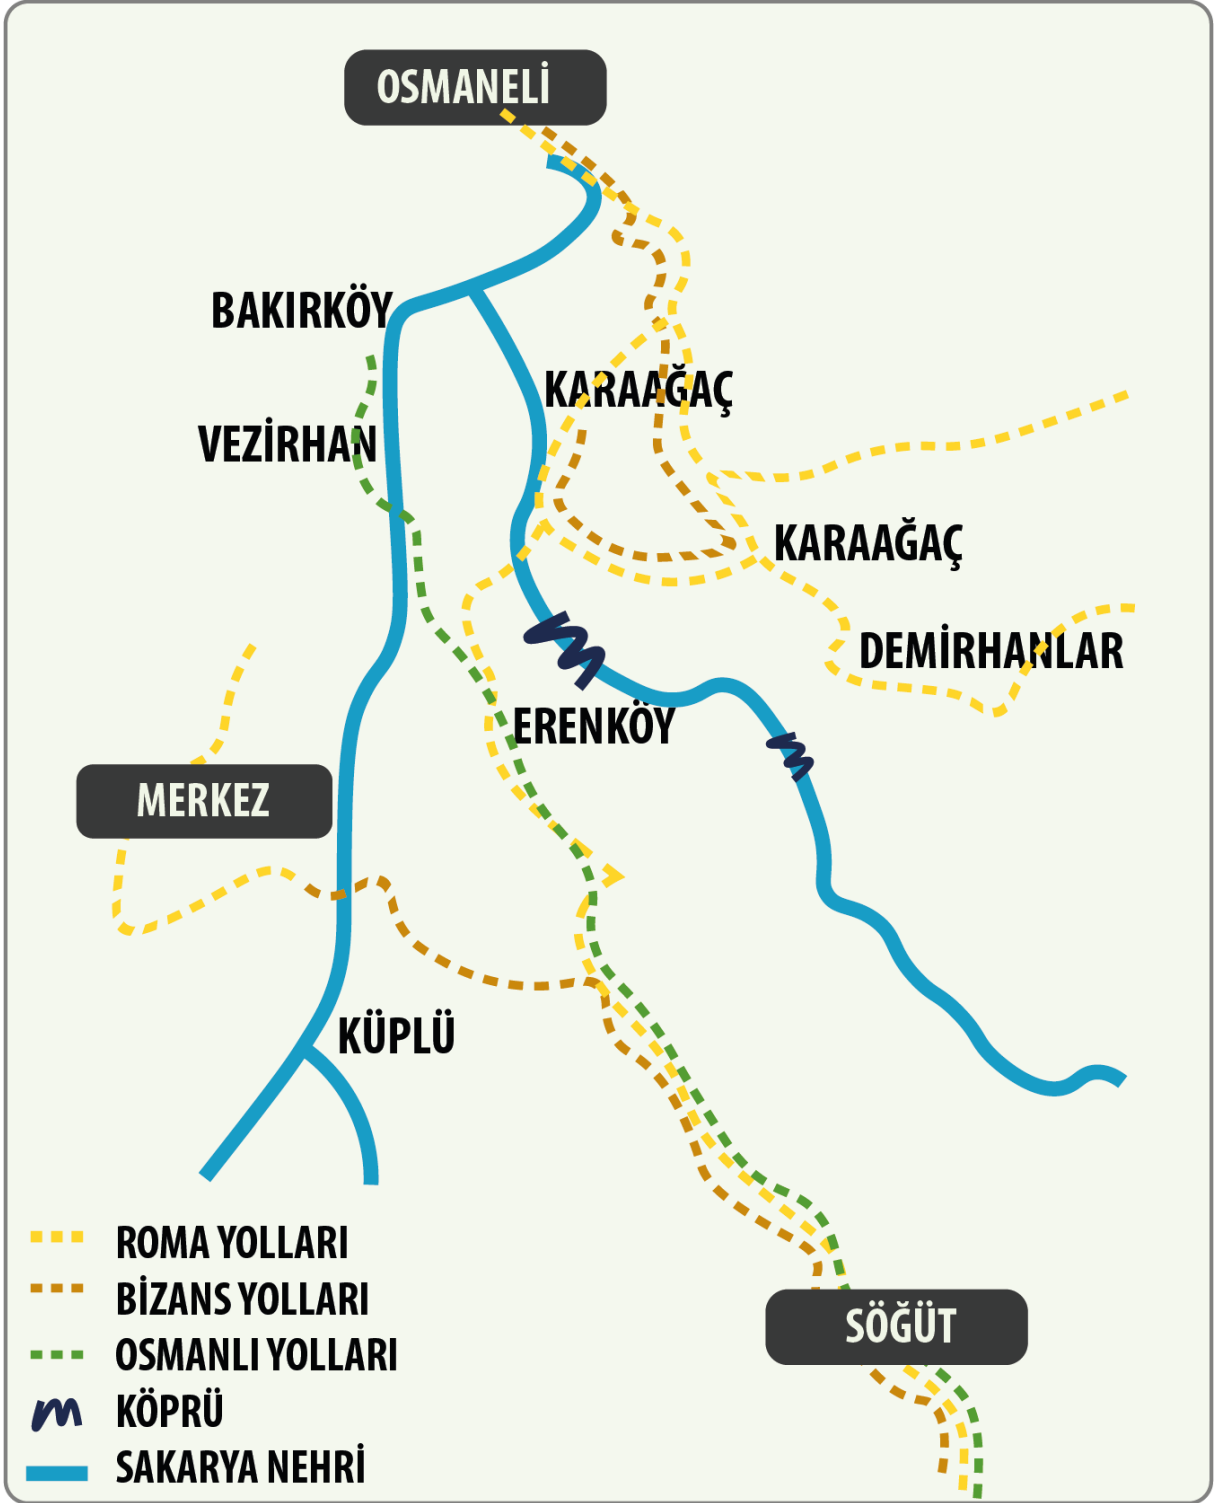 OSMANELİ
BAKIRKÖY
KARAAĞAÇ
VEZİRHAN
KARAAĞAÇ
DEMİRHANLAR
ERENKÖY
MERKEZ
KÜPLÜ
SÖĞÜT
ROMA YOLLARI
BİZANS YOLLARI
OSMANLI YOLLARI
KÖPRÜ
SAKARYA NEHRİ